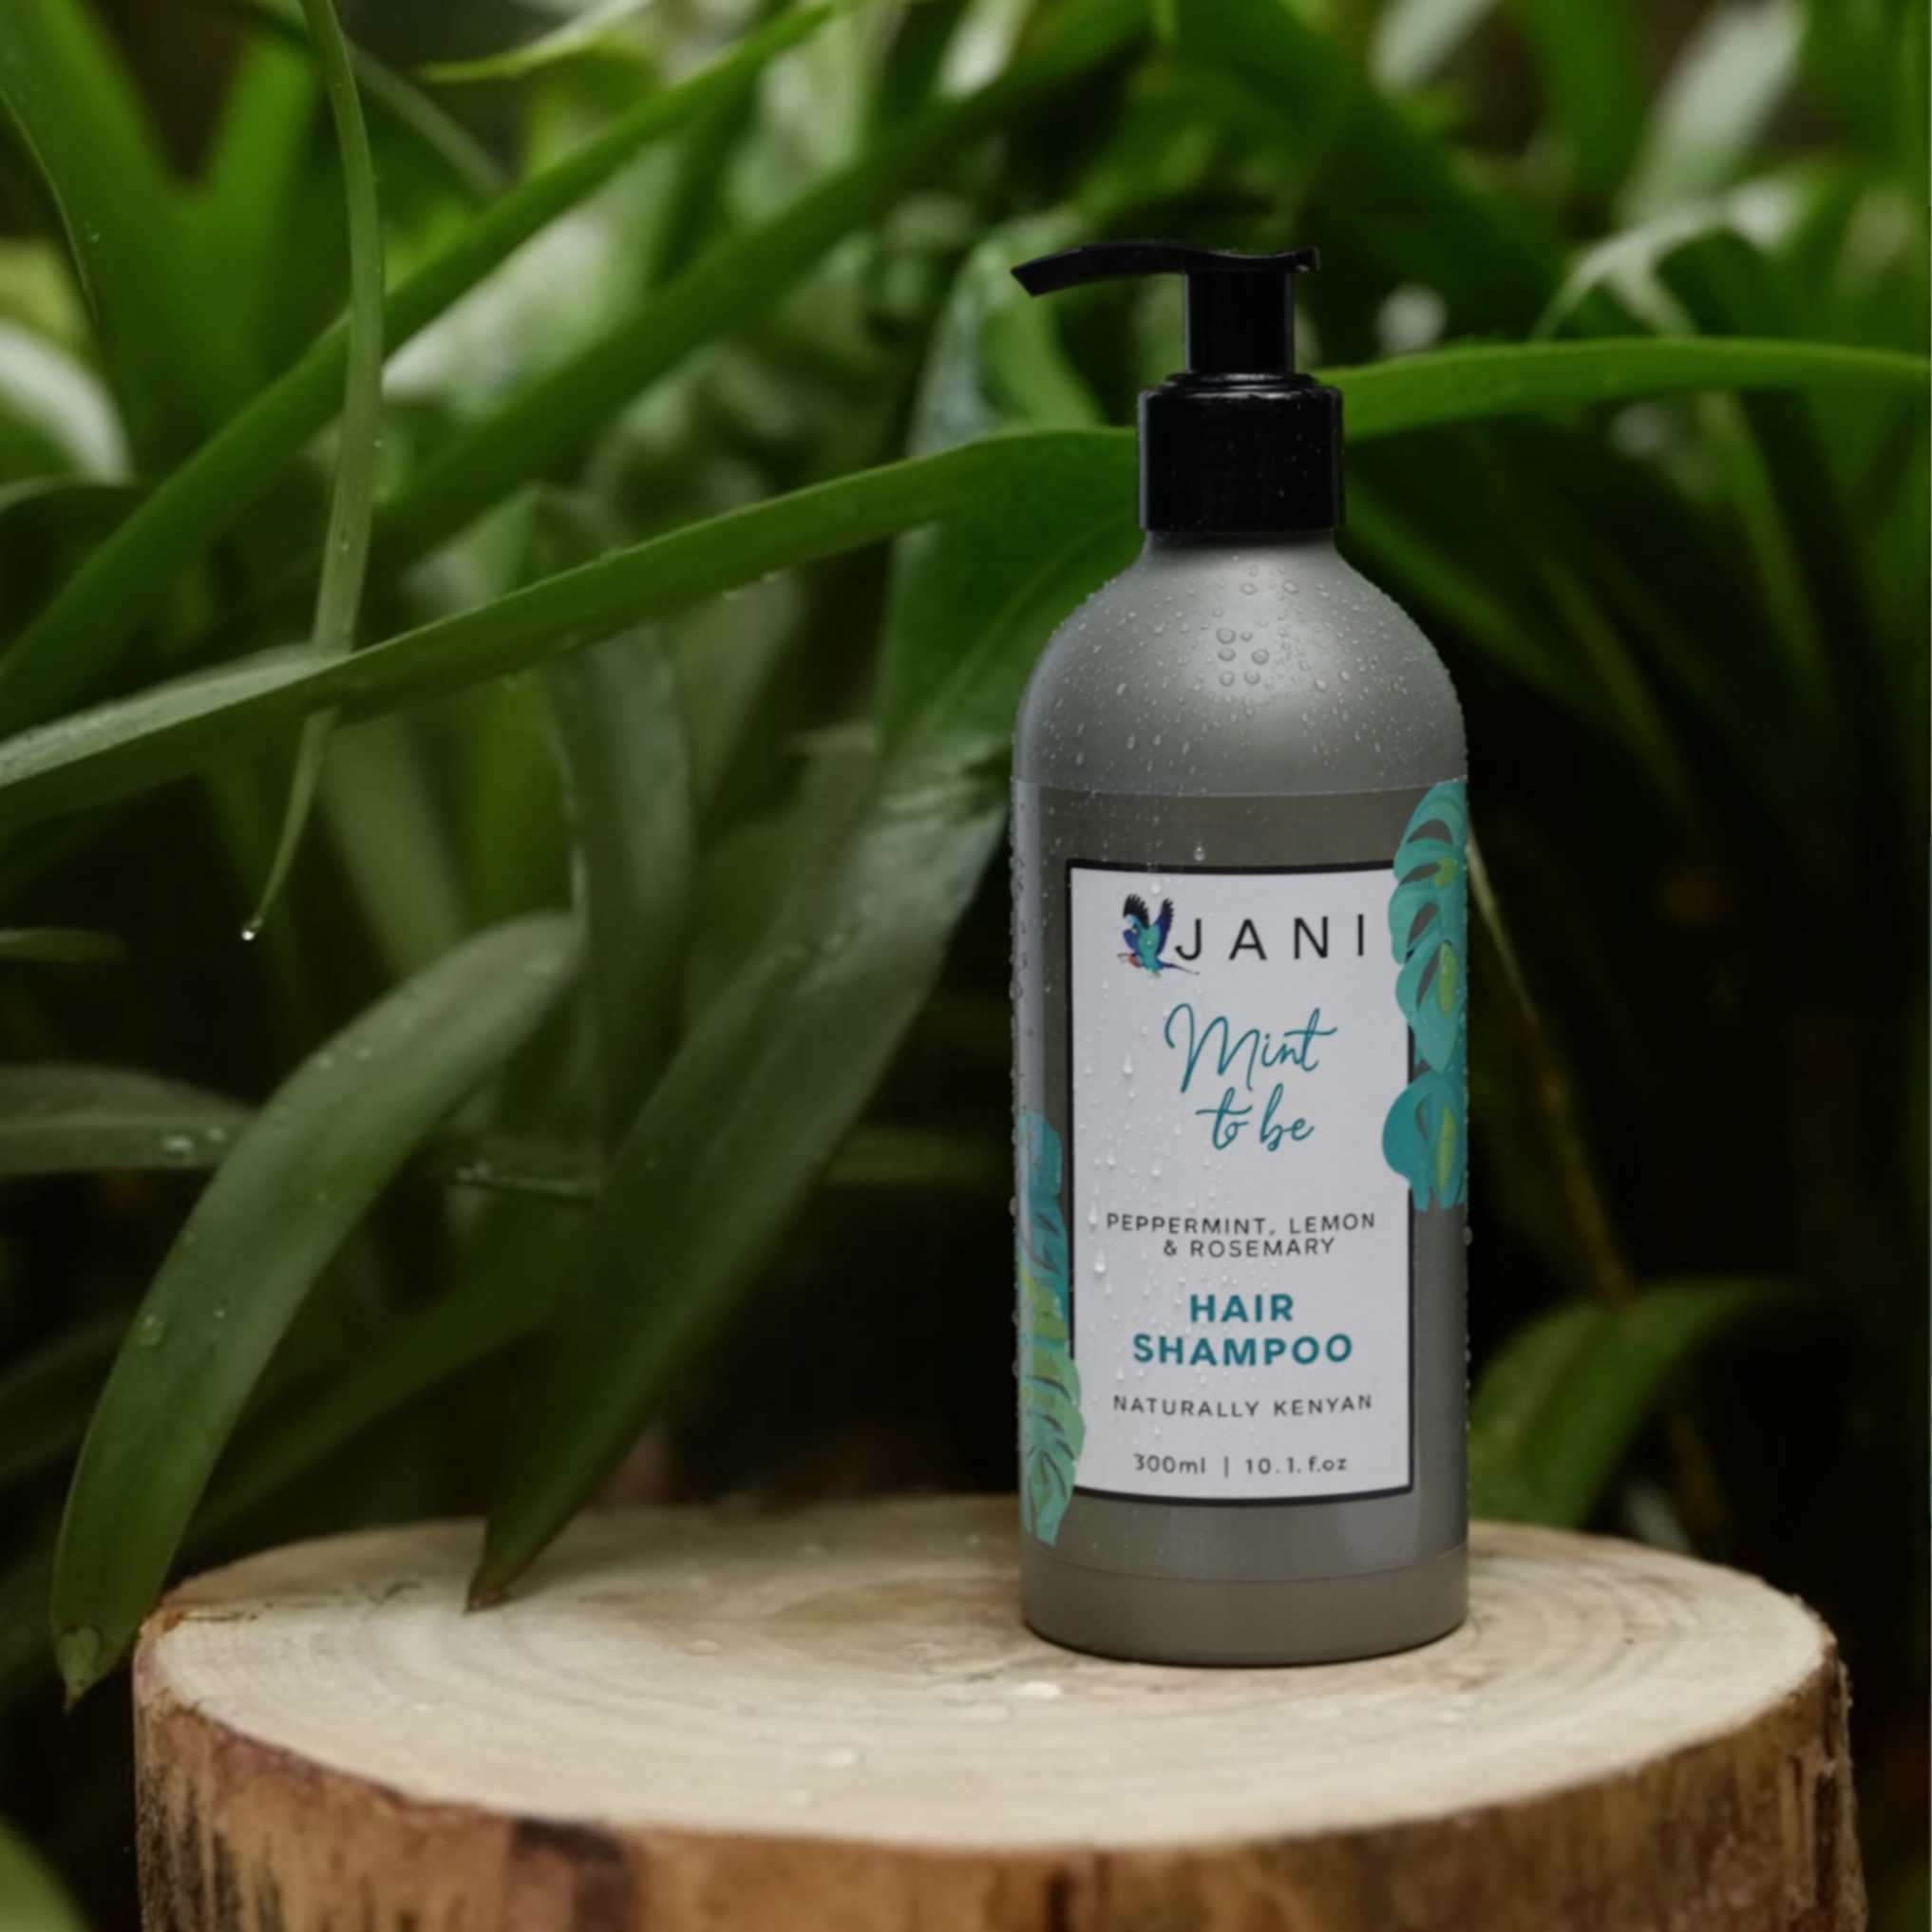 JANI
Mint
to be
PEPPERMINT, LEMON
& ROSEMARY
HAIR
SHAMPOO
NATURALLY KENYAN
300ml | 10.1.f.oz